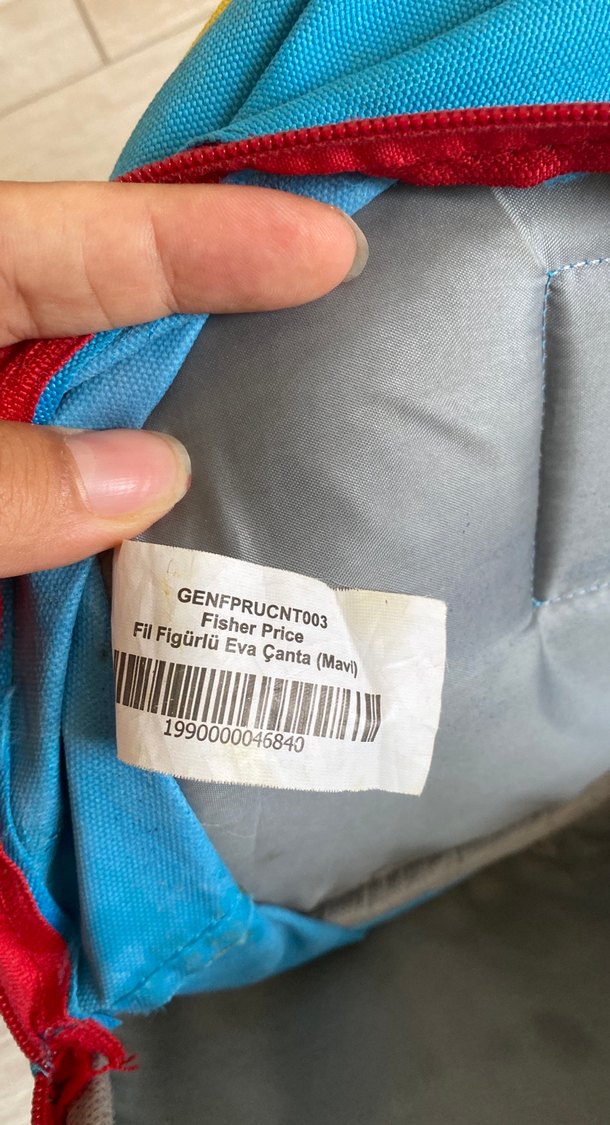 GENFPRUCNT003
Fisher Price
Fil Figürlü Eva Çanta (Mavi)
1990000046840